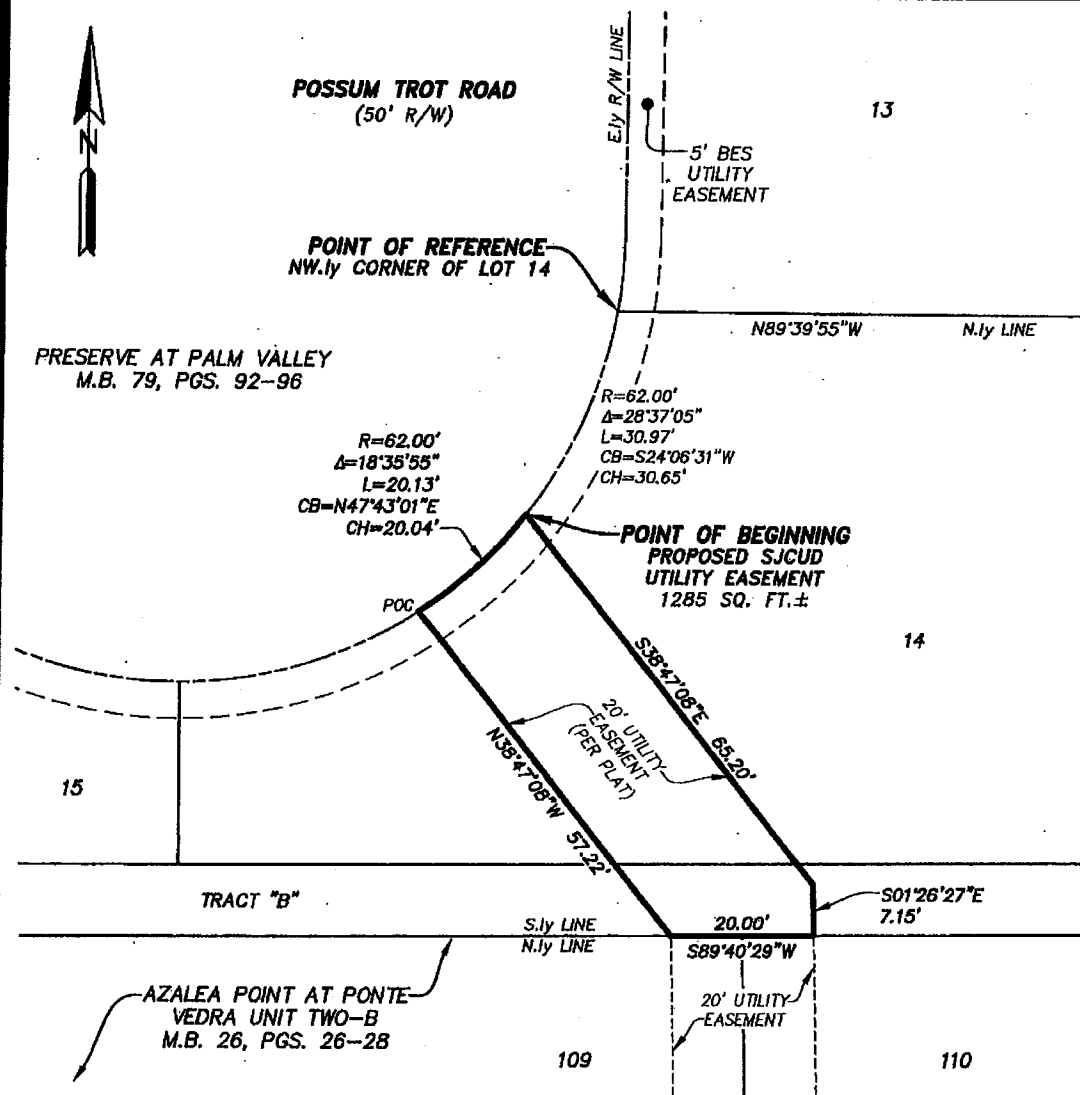 POSSUM TROT ROAD
(50' R/W)
E.ly R/W LINE
13
N
5' BES
UTILITY
EASEMENT
POINT OF REFERENCE
NW.ly CORNER OF LOT 14
N89°39'55"W
N.ly LINE
PRESERVE AT PALM VALLEY
M.B. 79, PGS. 92-96
R=62.00'
Δ=28°37'05"
L=30.97'
CB=S24°06'31"W
CH=30.65'
R=62.00'
Δ=18°35'55"
L=20.13'
CB=N47°43'01"E
CH=20.04'
POINT OF BEGINNING
PROPOSED SJCUD
UTILITY EASEMENT
1285 SQ. FT.±
POC
14
S38°47'08"E 65.20'
20' UTILITY
EASEMENT
(PER PLAT)
N38°47'08"W 57.22'
15
TRACT "B"
S01°26'27"E
7.15'
S.ly LINE
N.ly LINE
20.00'
S89°40'29"W
AZALEA POINT AT PONTE
VEDRA UNIT TWO-B
M.B. 26, PGS. 26-28
20' UTILITY
EASEMENT
109
110